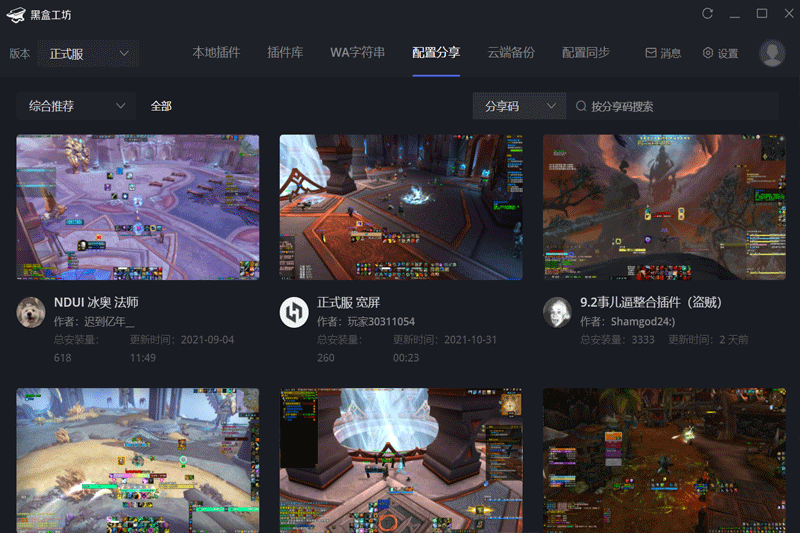 黑盒工坊
版本
正式服
本地插件
插件库
WA字符串
配置分享
云端备份
配置同步
消息
设置
综合推荐
全部
分享码
按分享码搜索
NDUI 冰奥 法师
作者：迟到亿年__
总安装量：
618
更新时间：2021-09-04
11:49
正式服 宽屏
作者：玩家30311054
总安装量：
260
更新时间：2021-10-31
00:23
9.2事儿逼整合插件（盗贼）
作者：Shamgod24:)
总安装量：3333
更新时间：2 天前